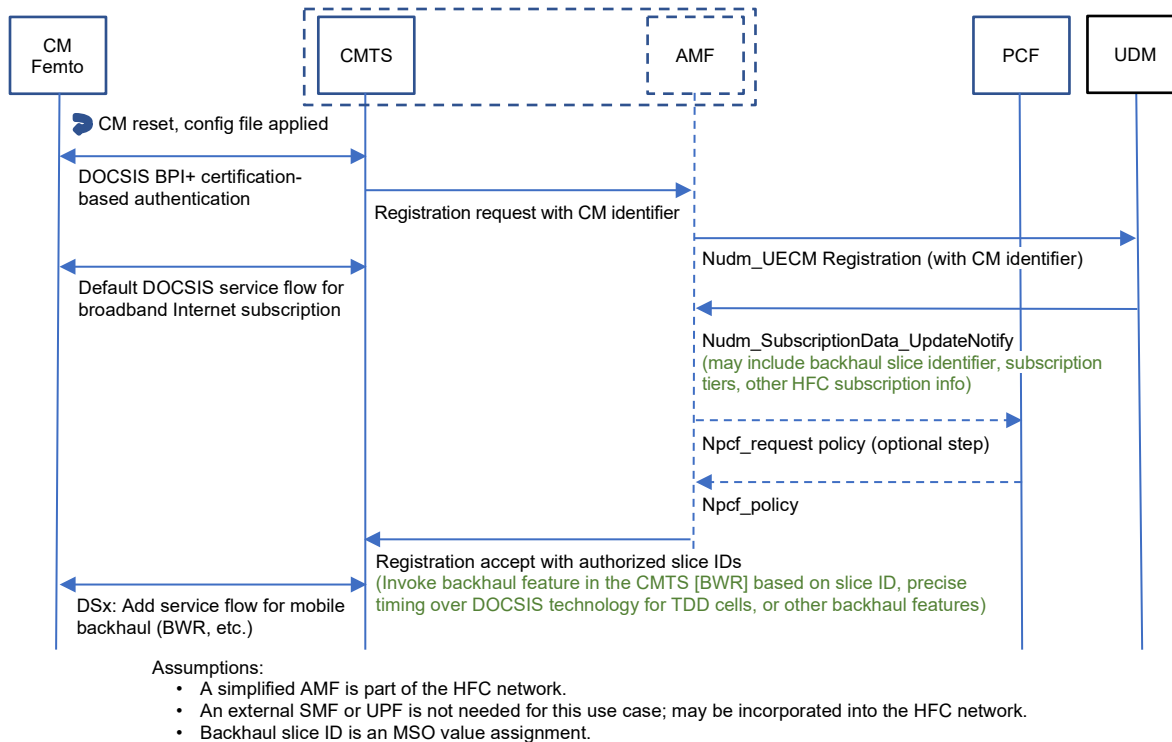 CM
Femto
CMTS
AMF
PCF
UDM
CM reset, config file applied
DOCSIS BPI+ certification-
based authentication
Registration request with CM identifier
Nudm_UECM Registration (with CM identifier)
Default DOCSIS service flow for
broadband Internet subscription
Nudm_SubscriptionData_UpdateNotify
(may include backhaul slice identifier, subscription
tiers, other HFC subscription info)
Npcf_request policy (optional step)
Npcf_policy
Registration accept with authorized slice IDs
(Invoke backhaul feature in the CMTS [BWR] based on slice ID, precise
timing over DOCSIS technology for TDD cells, or other backhaul features)
DSx: Add service flow for mobile
backhaul (BWR, etc.)
Assumptions:
• A simplified AMF is part of the HFC network.
• An external SMF or UPF is not needed for this use case; may be incorporated into the HFC network.
• Backhaul slice ID is an MSO value assignment.